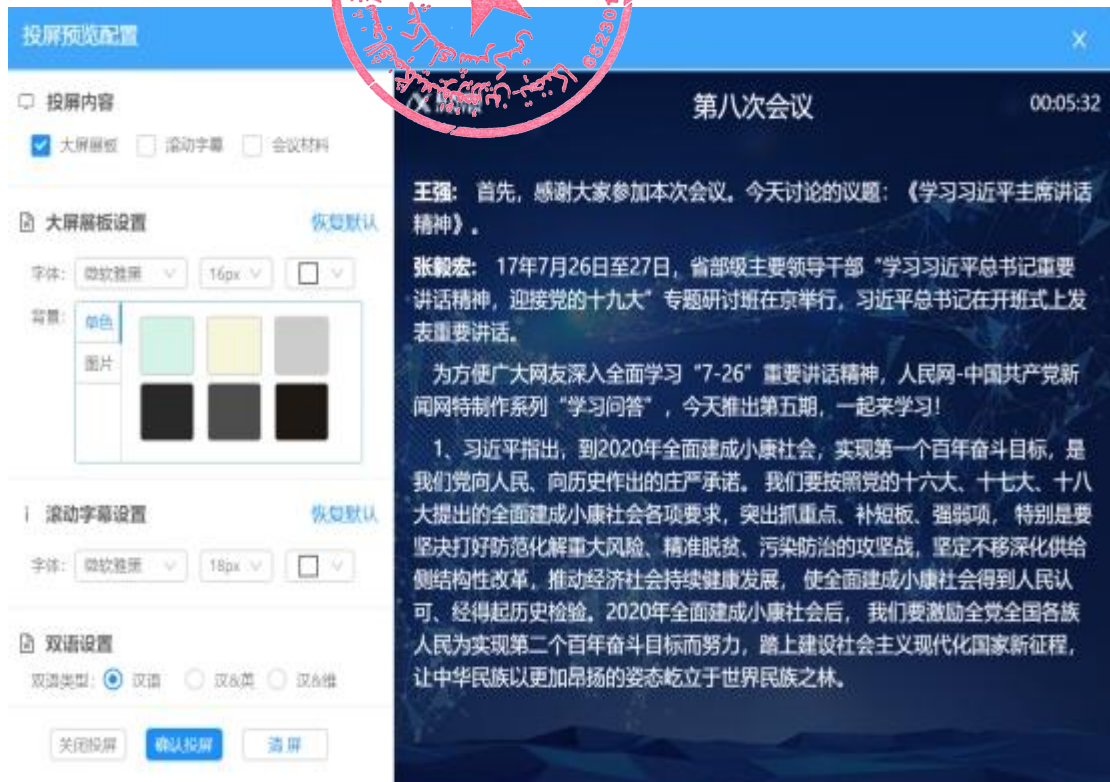 投屏预览配置
×
投屏内容
大屏展板 滚动字幕 会议材料
大屏展板设置 恢复默认
字体: 微软雅黑 16px
背景: 单色
图片
滚动字幕设置 恢复默认
字体: 微软雅黑 18px
双语设置
双语类型: 汉语 汉&英 汉&维
关闭投屏 确认投屏 清屏
第八次会议 00:05:32
王强: 首先,感谢大家参加本次会议。今天讨论的议题:《学习习近平主席讲话
精神》。
张毅宏: 17年7月26日至27日,省部级主要领导干部“学习习近平总书记重要
讲话精神,迎接党的十九大”专题研讨班在京举行,习近平总书记在开班式上发
表重要讲话。
为方便广大网友深入全面学习“7-26”重要讲话精神,人民网-中国共产党新
闻网特制作系列“学习问答”,今天推出第五期,一起来学习!
1、习近平指出,到2020年全面建成小康社会,实现第一个百年奋斗目标,是
我们党向人民、向历史作出的庄严承诺。 我们要按照党的十六大、十七大、十八
大提出的全面建成小康社会各项要求,突出抓重点、补短板、强弱项, 特别是要
坚决打好防范化解重大风险、精准脱贫、污染防治的攻坚战,坚定不移深化供给
侧结构性改革,推动经济社会持续健康发展, 使全面建成小康社会得到人民认
可、经得起历史检验。2020年全面建成小康社会后, 我们要激励全党全国各族
人民为实现第二个百年奋斗目标而努力,踏上建设社会主义现代化国家新征程,
让中华民族以更加昂扬的姿态屹立于世界民族之林。